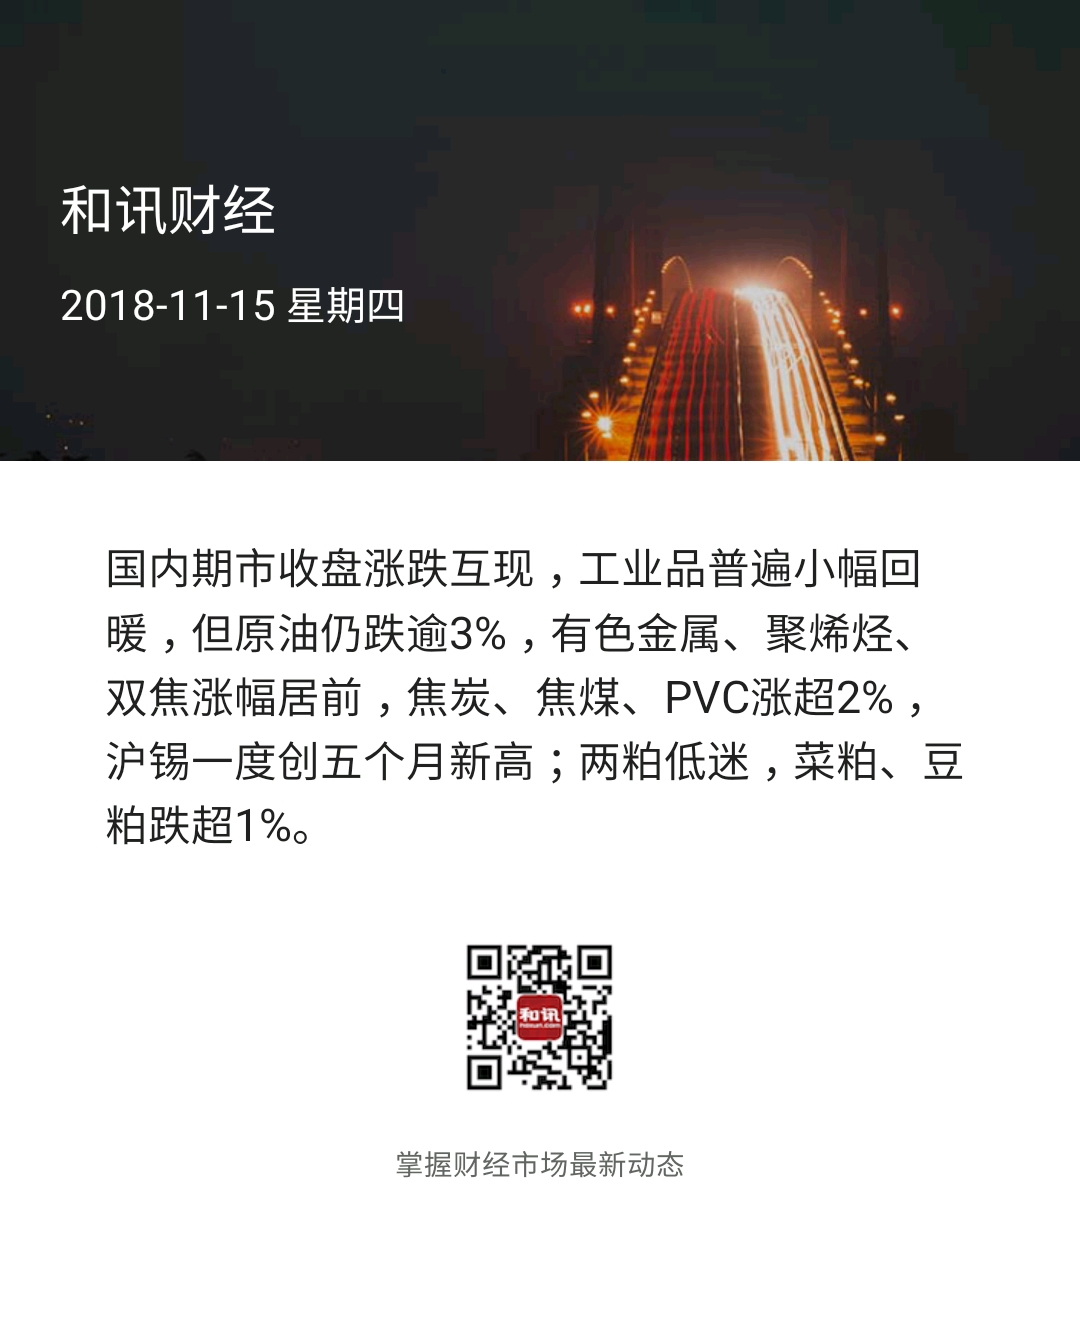 和讯财经
2018-11-15 星期四
国内期市收盘涨跌互现，工业品普遍小幅回
暖，但原油仍跌逾3%，有色金属、聚烯烃、
双焦涨幅居前，焦炭、焦煤、PVC涨超2%，
沪锡一度创五个月新高；两粕低迷，菜粕、豆
粕跌超1%。
和讯
hexun.com
掌握财经市场最新动态